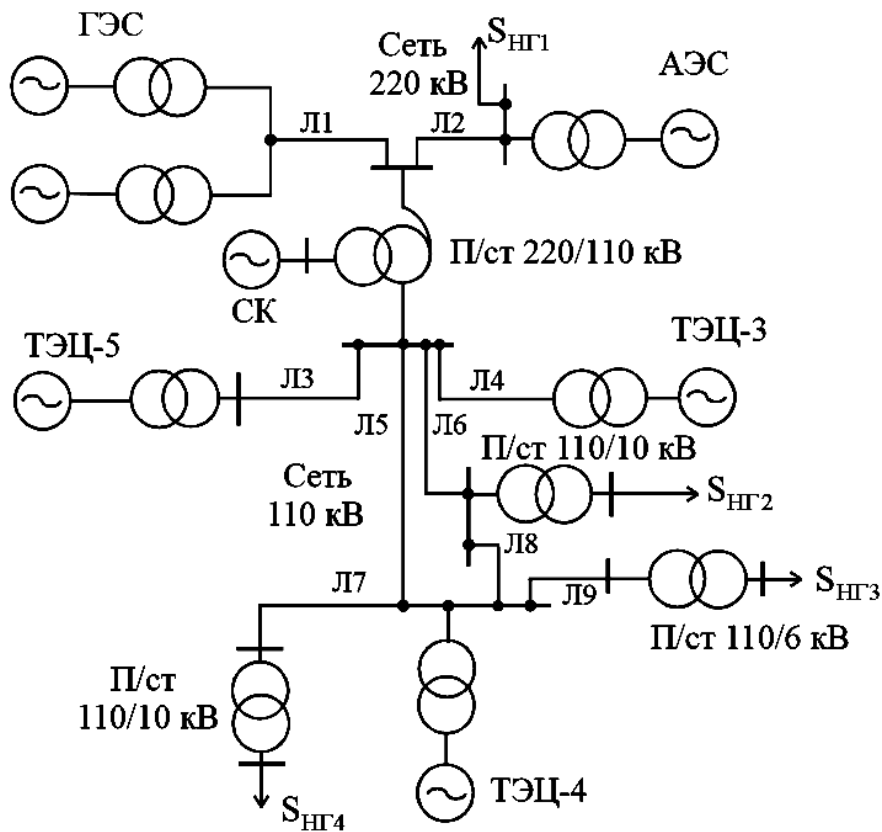 ГЭС
Сеть
220 кВ
SНГ1
АЭС
Л1
Л2
П/ст 220/110 кВ
СК
ТЭЦ-5
ТЭЦ-3
Л3
Л4
Л5
Л6
П/ст 110/10 кВ
Сеть
110 кВ
SНГ2
Л8
Л7
Л9
SНГ3
П/ст 110/6 кВ
П/ст
110/10 кВ
ТЭЦ-4
SНГ4